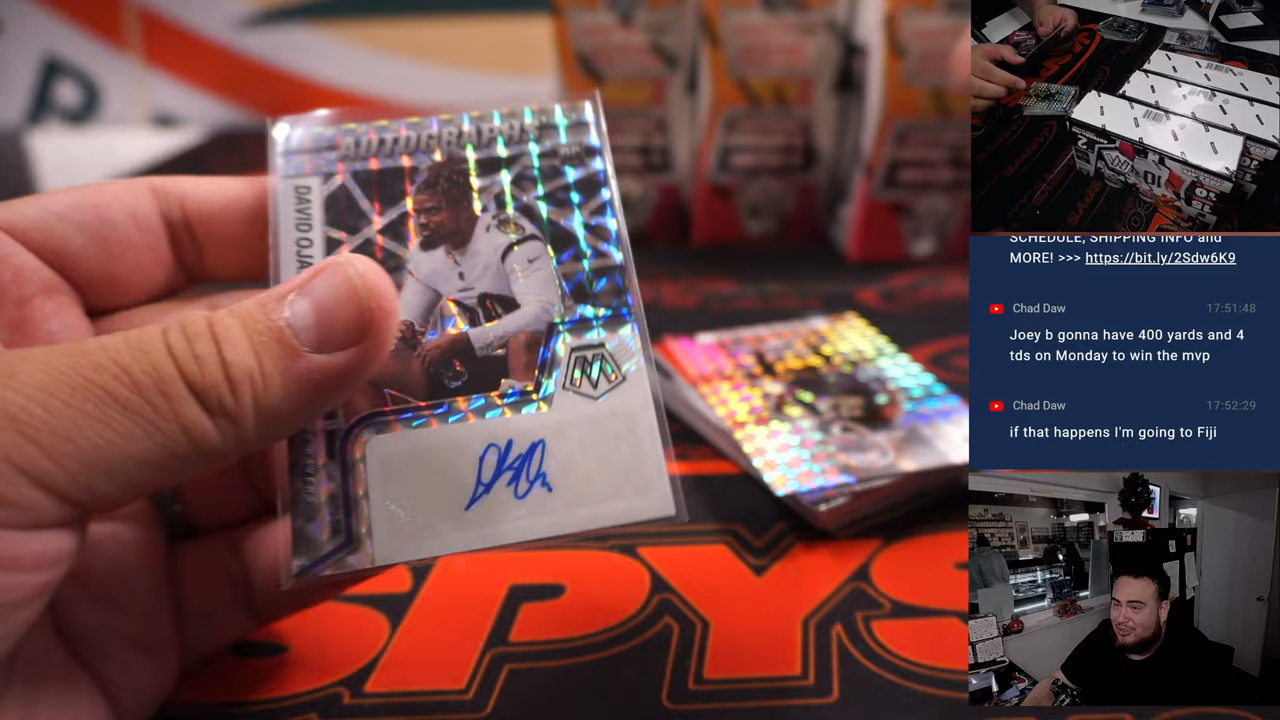 AUTOGRAPHS
DAVID OJA
M
SPYS
SCHEDULE, SHIPPING INFO and
MORE! >>> https://bit.ly/2Sdw6K9
Chad Daw 17:51:48
Joey b gonna have 400 yards and 4
tds on Monday to win the mvp
Chad Daw 17:52:29
if that happens I'm going to Fiji